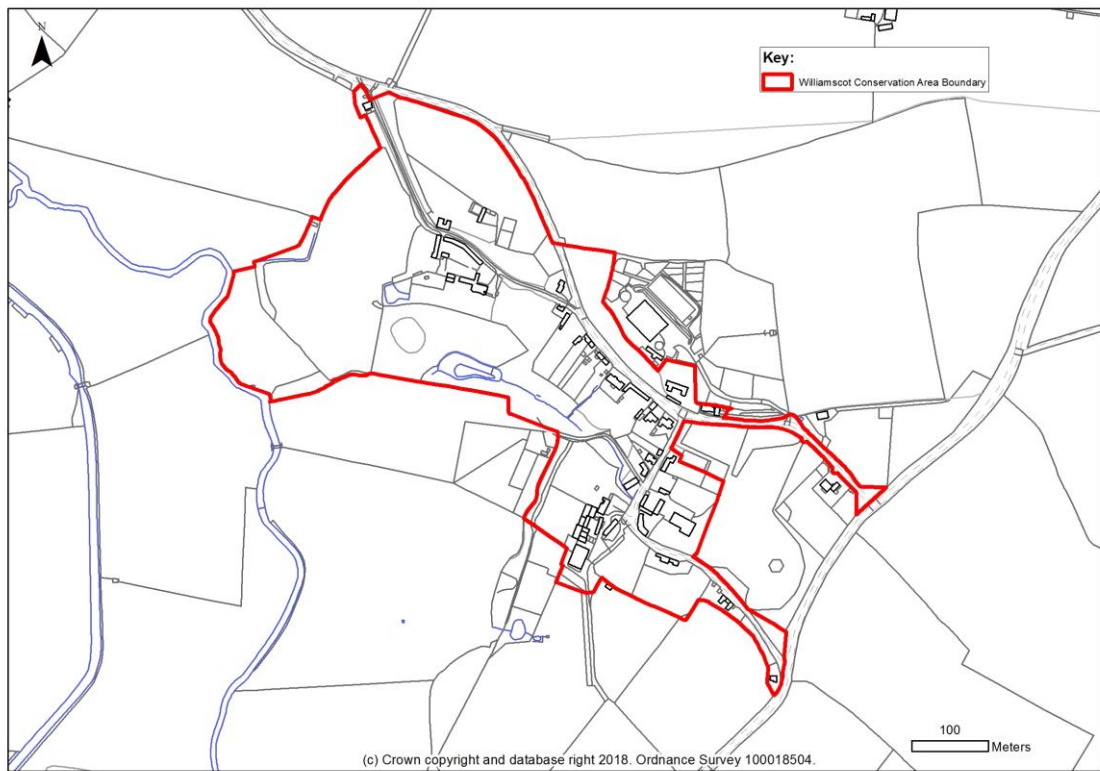 N
Key:
Williamscot Conservation Area Boundary
100
Meters
(c) Crown copyright and database right 2018. Ordnance Survey 100018504.